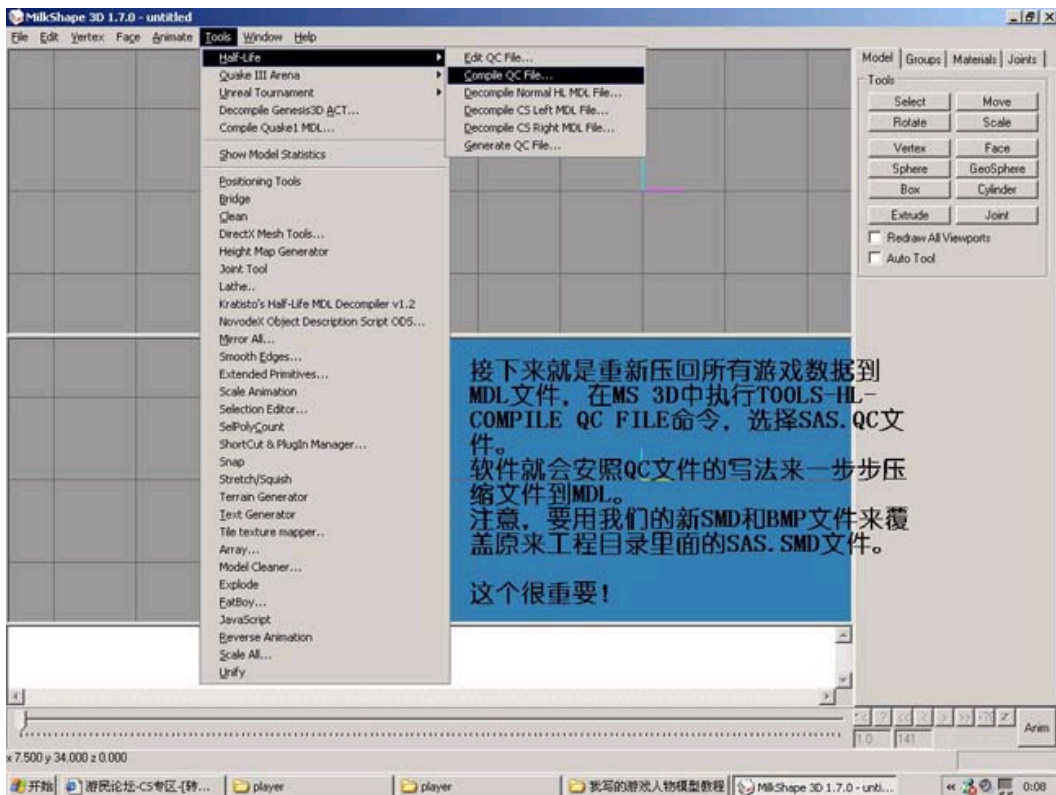 MilkShape 3D 1.7.0 - untitled
File Edit Vertex Face Animate Tools Window Help
Half-Life
Quake III Arena
Unreal Tournament
Decompile Genesis3D ACT...
Compile Quake1 MDL...
Show Model Statistics
Positioning Tools
Bridge
Clean
DirectX Mesh Tools...
Height Map Generator
Joint Tool
Lathe..
Kratisto's Half-Life MDL Decompiler v1.2
NovodeX Object Description Script ODS...
Mirror All...
Smooth Edges...
Extended Primitives...
Scale Animation
Selection Editor...
SelPolyCount
ShortCut & PlugIn Manager...
Snap
Stretch/Squish
Terrain Generator
Text Generator
Tile texture mapper..
Array...
Model Cleaner...
Explode
FatBoy...
JavaScript
Reverse Animation
Scale All...
Unify
Edit QC File...
Compile QC File...
Decompile Normal HL MDL File...
Decompile CS Left MDL File...
Decompile CS Right MDL File...
Generate QC File...
Model Groups Materials Joints
Tools
Select Move
Rotate Scale
Vertex Face
Sphere GeoSphere
Box Cylinder
Extrude Joint
Redraw All Viewports
Auto Tool
接下来就是重新压回所有游戏数据到
MDL文件，在MS 3D中执行TOOLS-HL-
COMPILE QC FILE命令，选择SAS.QC文
件。
软件就会安照QC文件的写法来一步步压
缩文件到MDL。
注意，要用我们的新SMD和BMP文件来覆
盖原来工程目录里面的SAS.SMD文件。
这个很重要！
1.0 141 Anim
x 7.500 y 34.000 z 0.000
开始 游民论坛-CS专区-[转... player player 我写的游戏人物模型教程 MilkShape 3D 1.7.0 - unti... 0:08